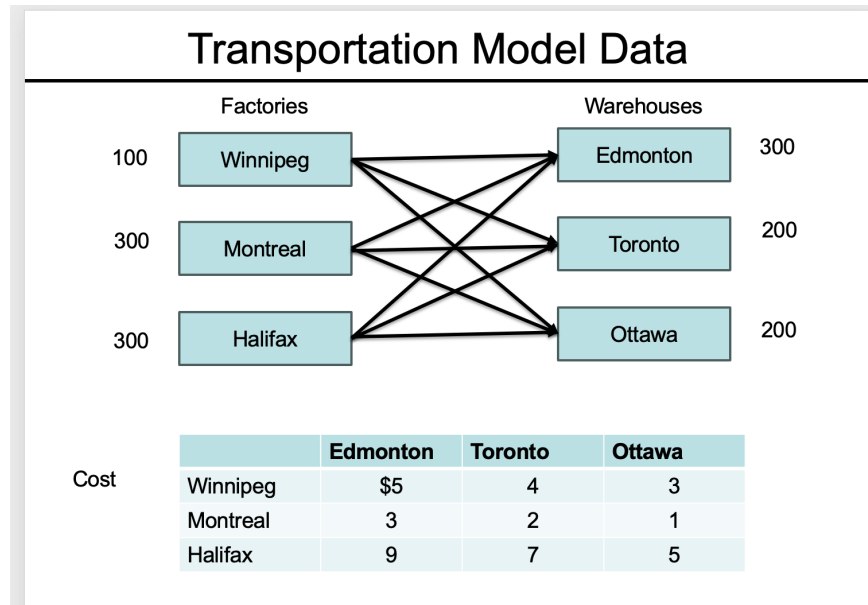 Transportation Model Data
Factories Warehouses
100 Winnipeg Edmonton 300
300 Montreal Toronto 200
300 Halifax Ottawa 200
Cost
Edmonton Toronto Ottawa
Winnipeg $5 4 3
Montreal 3 2 1
Halifax 9 7 5